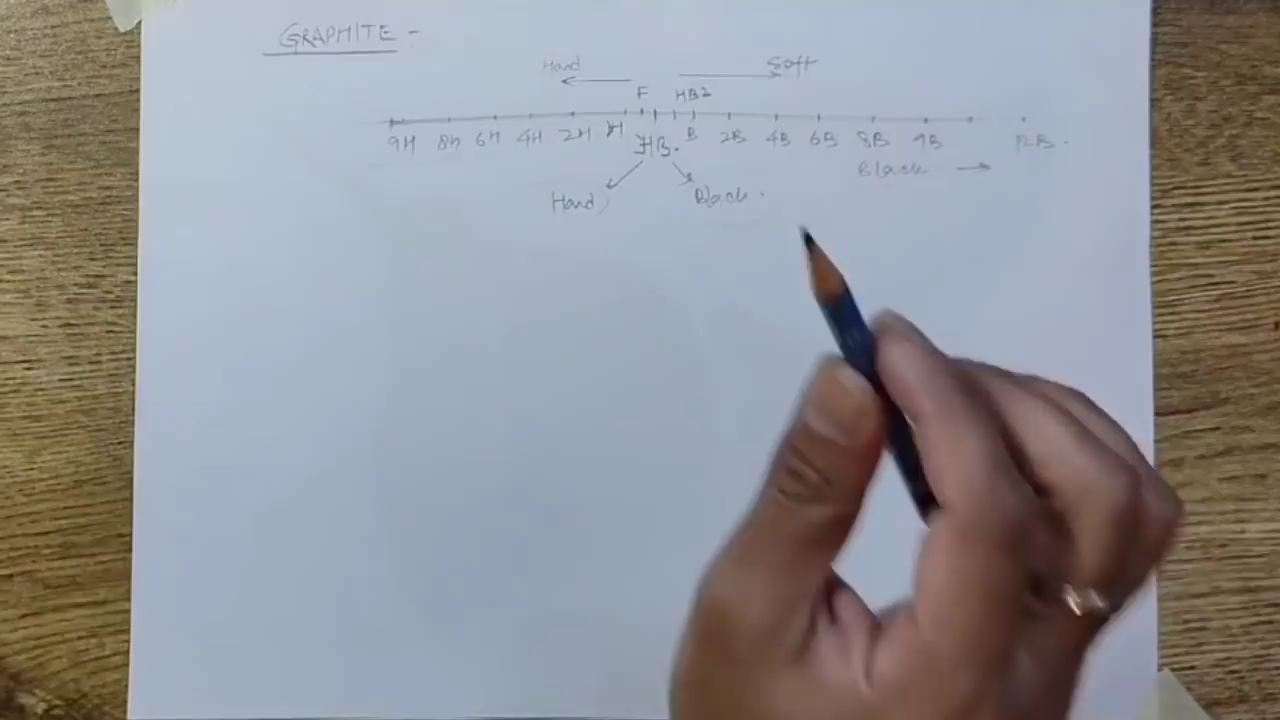 GRAPHITE -
Hard Soft
F HB2
9H 8H 6H 4H 2H H HB. B 2B 4B 6B 8B 9B 12B.
Black
Hard Black.